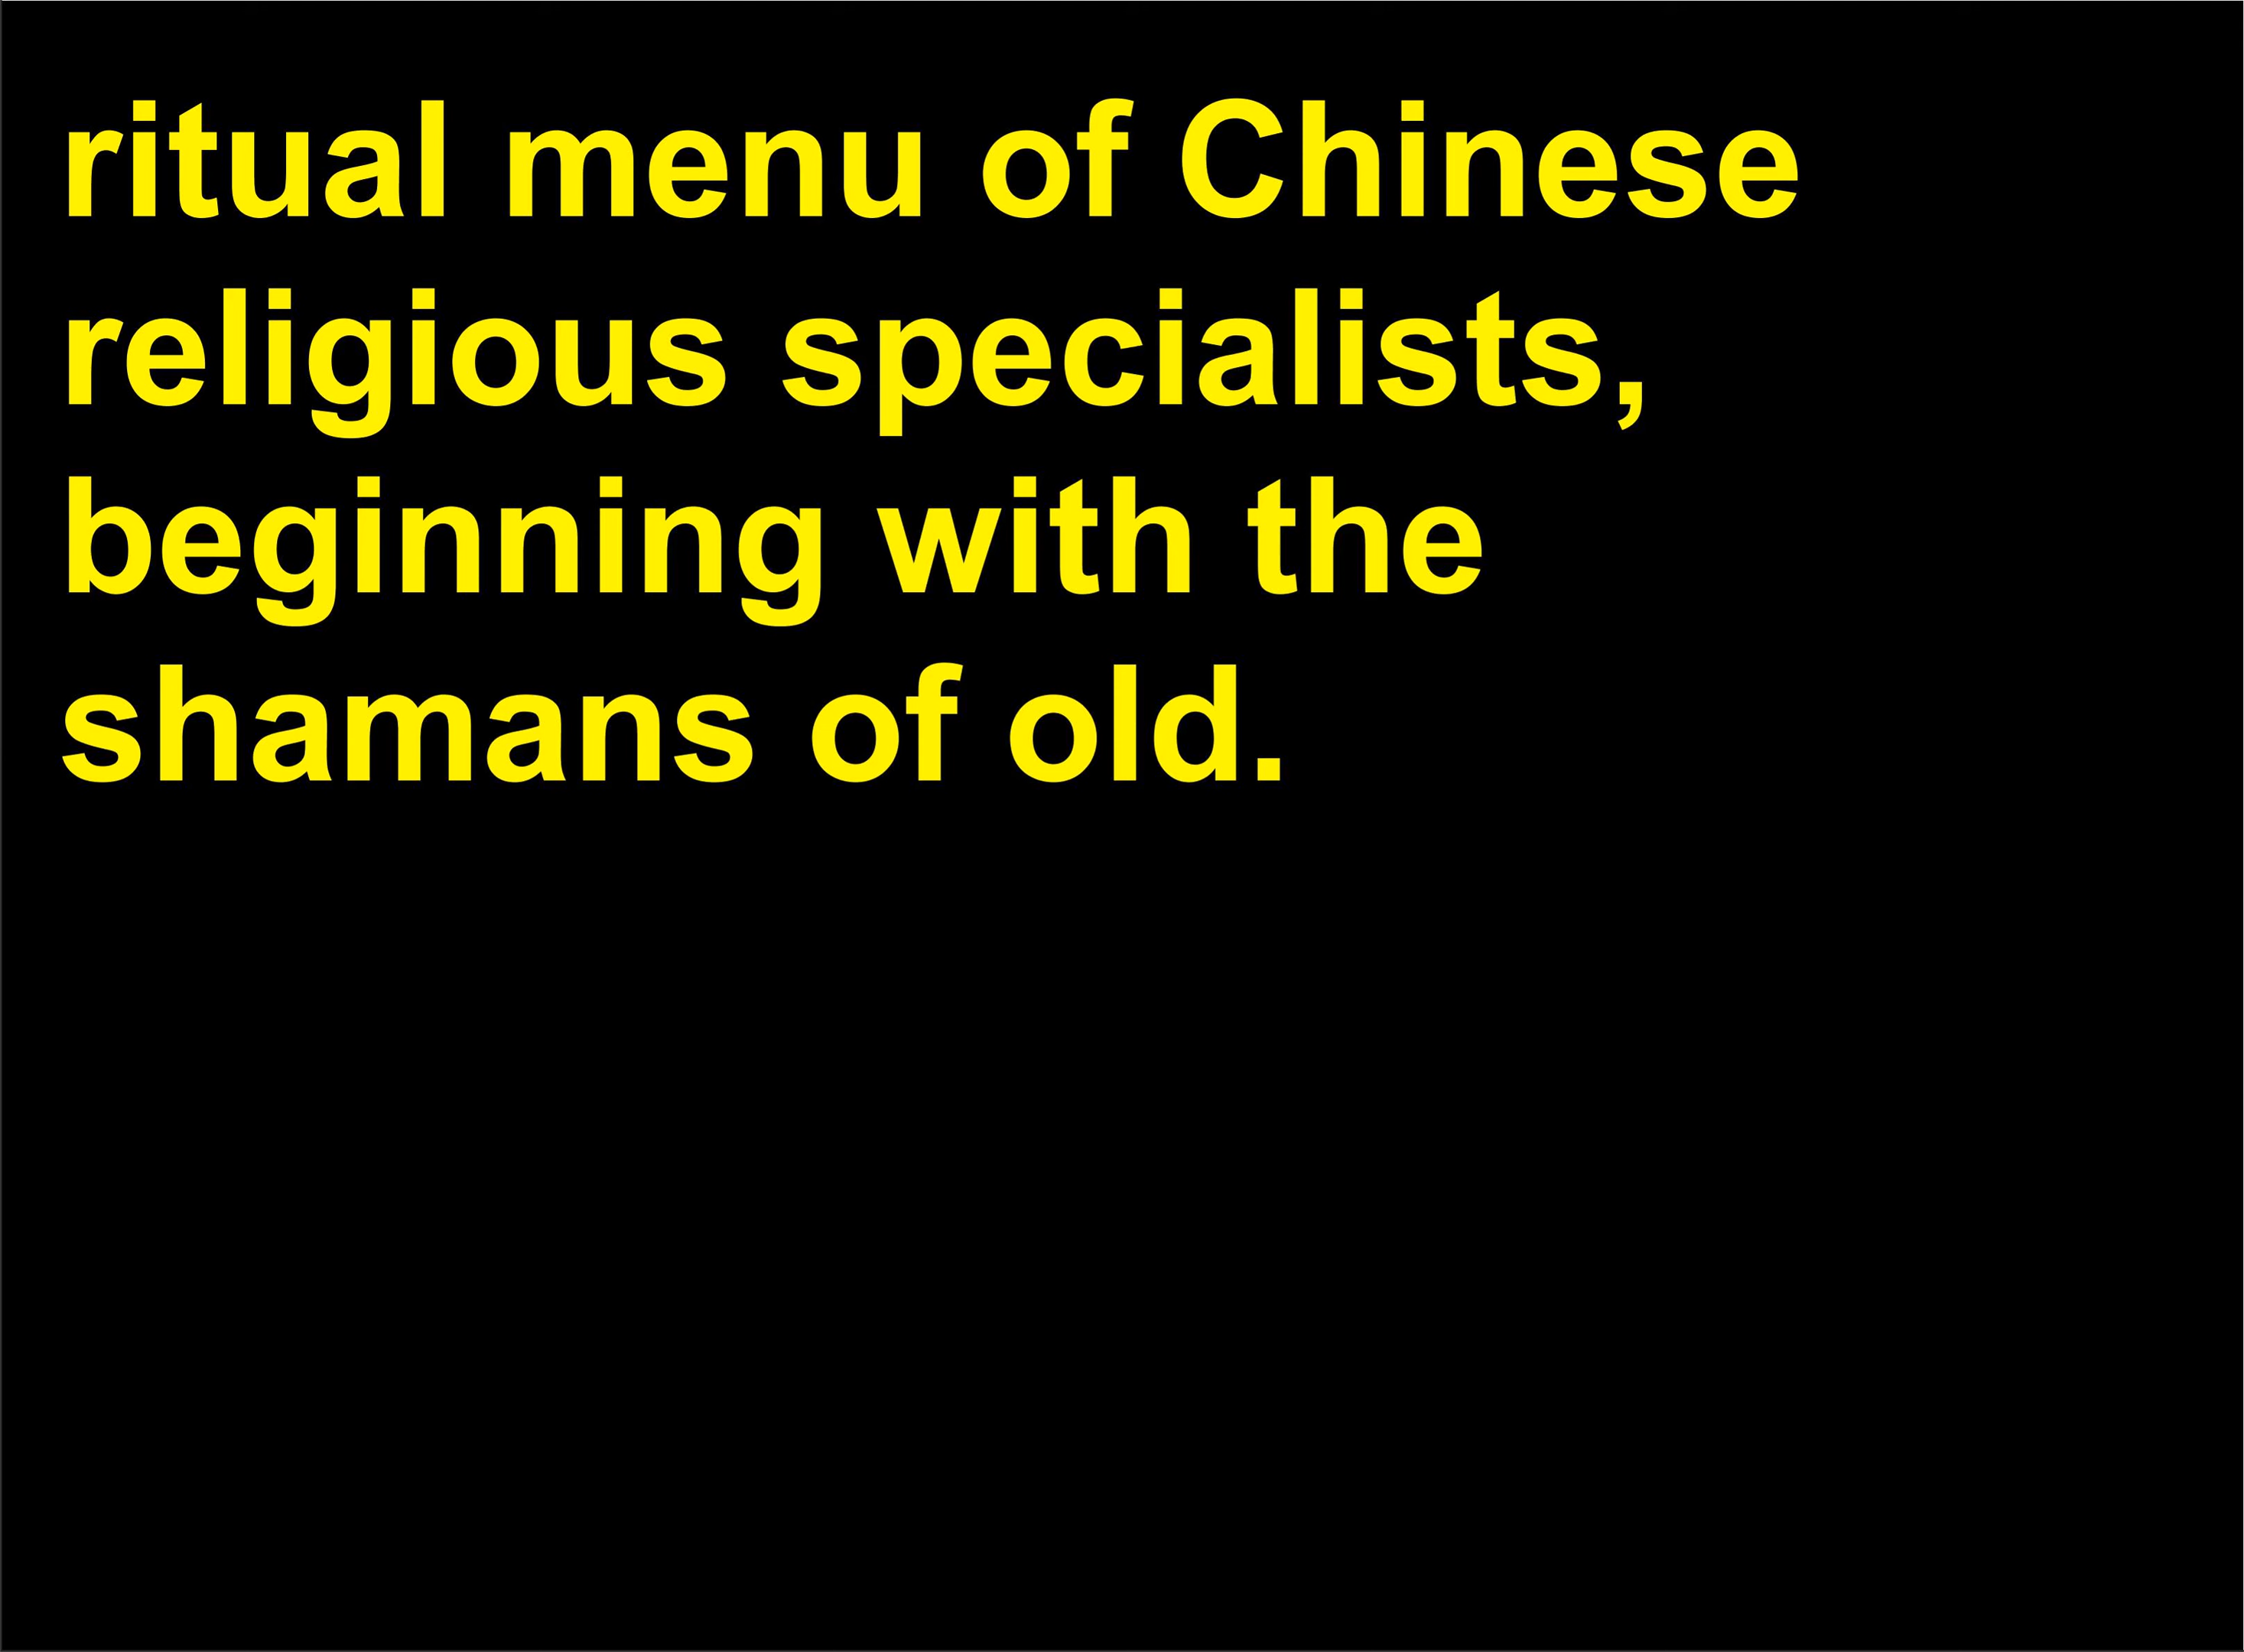 ritual menu of Chinese
religious specialists,
beginning with the
shamans of old.